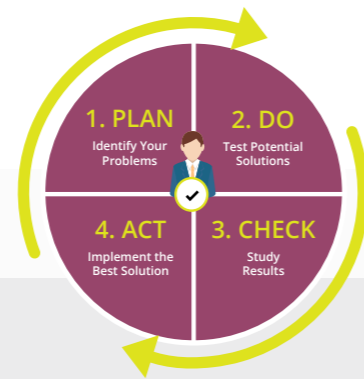 1. PLAN
Identify Your
Problems
2. DO
Test Potential
Solutions
3. CHECK
Study
Results
4. ACT
Implement the
Best Solution